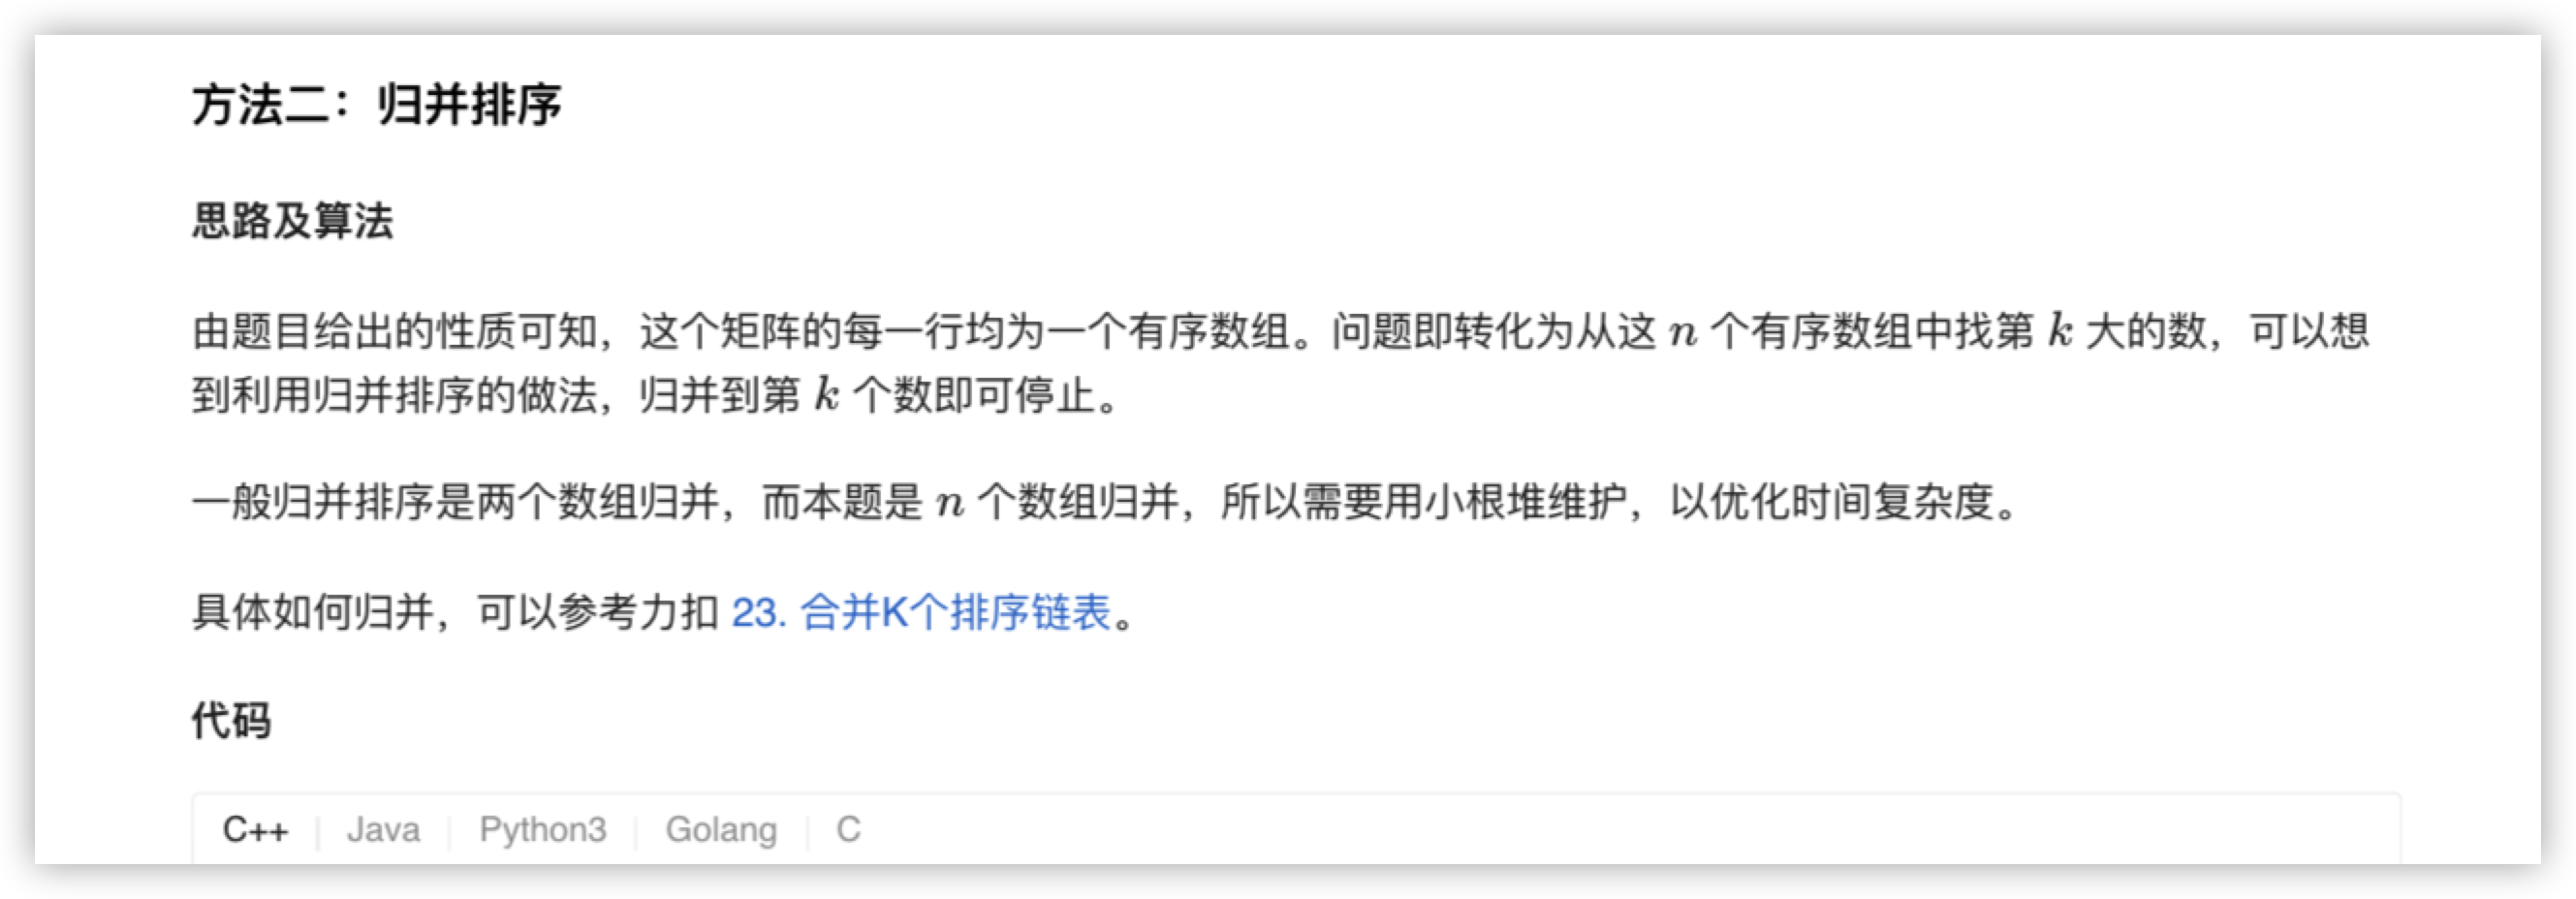 方法二：归并排序
思路及算法
由题目给出的性质可知，这个矩阵的每一行均为一个有序数组。问题即转化为从这 n 个有序数组中找第 k 大的数，可以想
到利用归并排序的做法，归并到第 k 个数即可停止。
一般归并排序是两个数组归并，而本题是 n 个数组归并，所以需要用小根堆维护，以优化时间复杂度。
具体如何归并，可以参考力扣 23. 合并K个排序链表。
代码
C++ | Java | Python3 | Golang | C